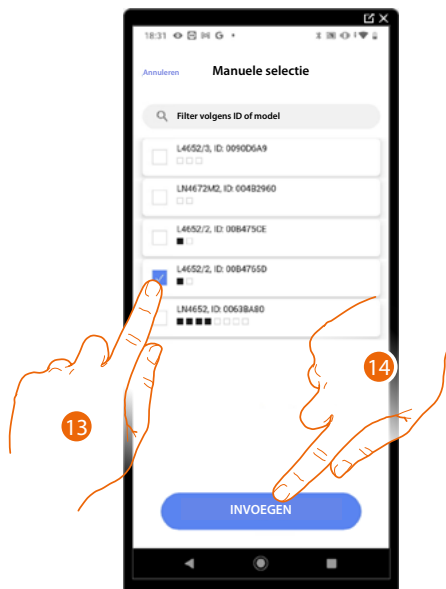 18:31 G
Annuleren Manuele selectie
Filter volgens ID of model
L4652/3, ID: 0090D6A9
LN4672M2, ID: 004B2960
L4652/2, ID: 00B475CE
L4652/2, ID: 00B4765D
LN4652, ID: 0063BA80
13
14
INVOEGEN